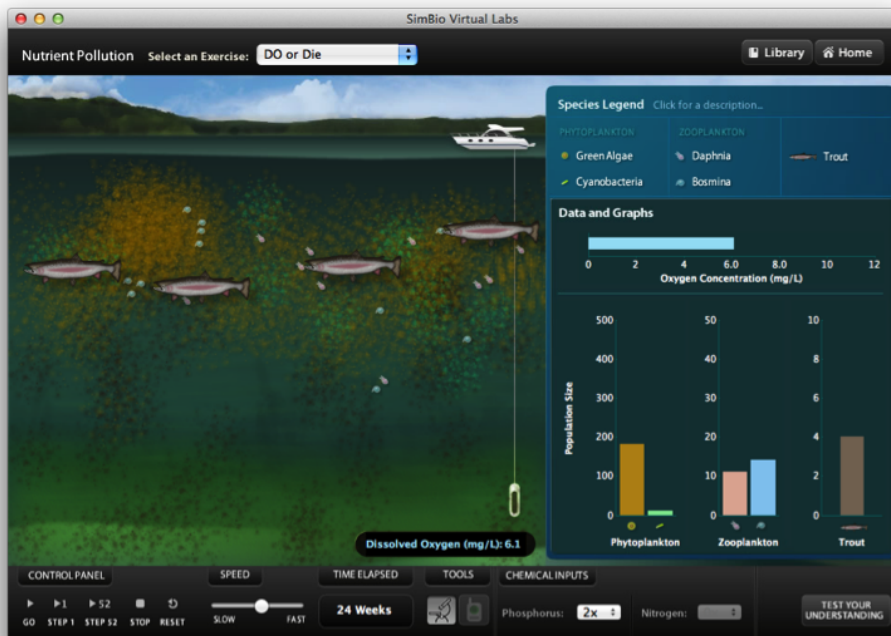 SimBio Virtual Labs
Nutrient Pollution Select an Exercise: DO or Die
Library Home
Species Legend Click for a description...
PHYTOPLANKTON ZOOPLANKTON
Green Algae Daphnia Trout
Cyanobacteria Bosmina
Data and Graphs
0 2 4 6.0 8.0 10 12
Oxygen Concentration (mg/L)
500 50 10
400 40 8
300 30 6
Population Size
200 20 4
100 10 2
0 0 0
Phytoplankton Zooplankton Trout
Dissolved Oxygen (mg/L): 6.1
CONTROL PANEL SPEED TIME ELAPSED TOOLS CHEMICAL INPUTS
1 52
GO STEP 1 STEP 52 STOP RESET SLOW FAST 24 Weeks Phosphorus: 2x Nitrogen: TEST YOUR
UNDERSTANDING